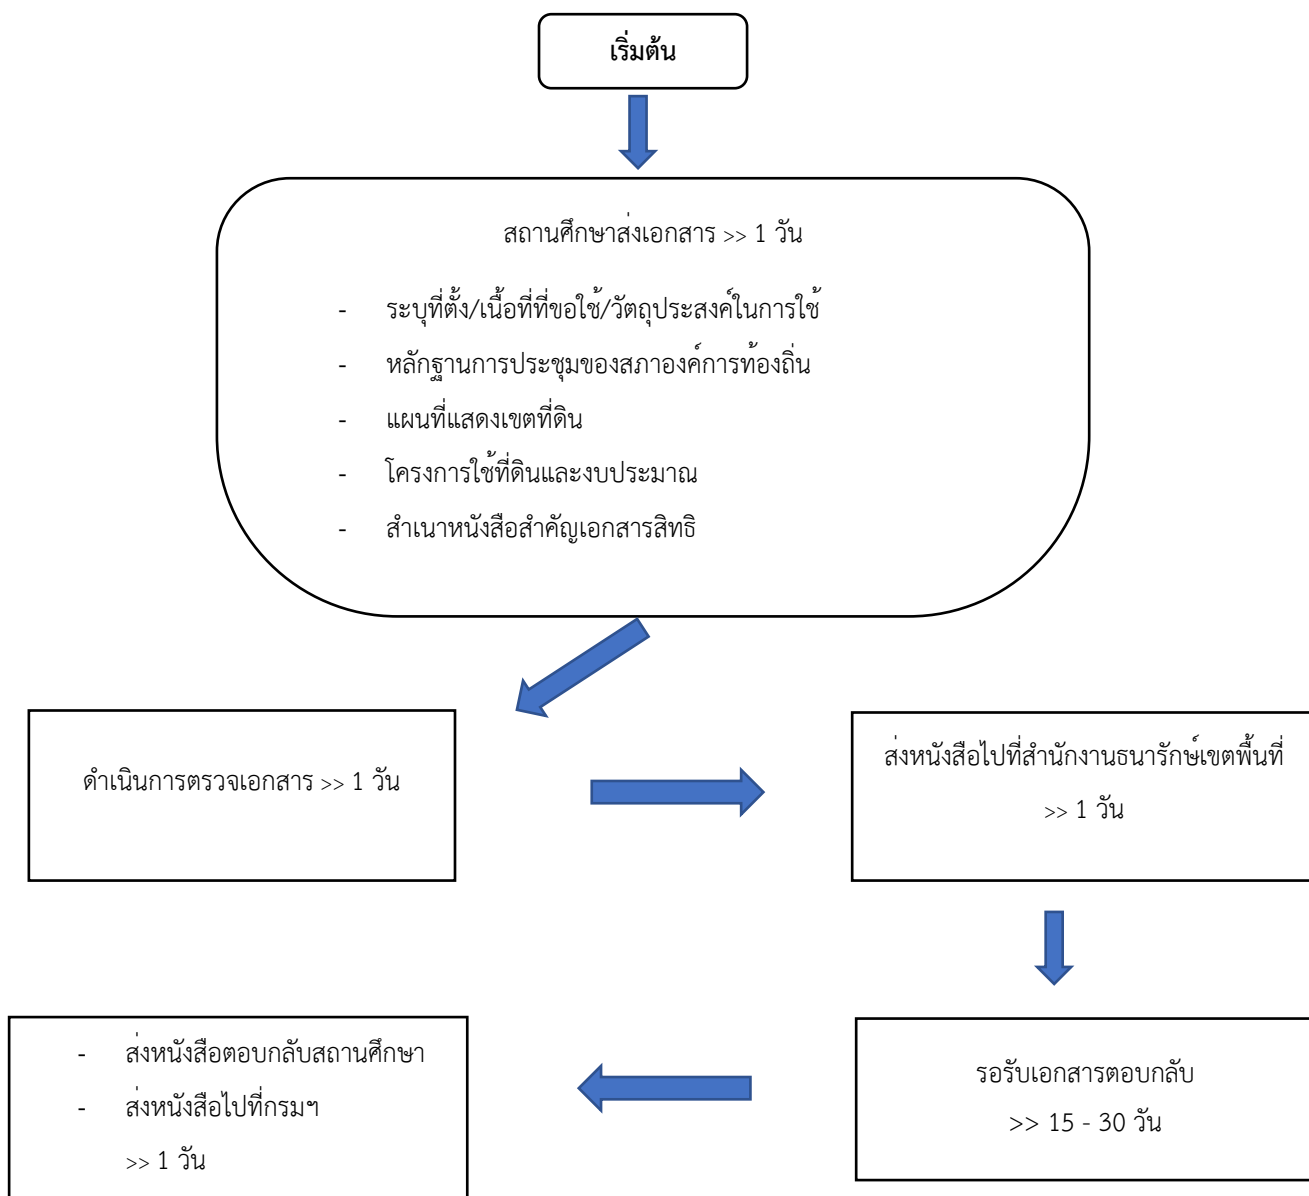 เริ่มต้น
สถานศึกษาส่งเอกสาร >> 1 วัน
- ระบุที่ตั้ง/เนื้อที่ที่ขอใช้/วัตถุประสงค์ในการใช้
- หลักฐานการประชุมของสภาองค์การท้องถิ่น
- แผนที่แสดงเขตที่ดิน
- โครงการใช้ที่ดินและงบประมาณ
- สำเนาหนังสือสำคัญเอกสารสิทธิ
ดำเนินการตรวจเอกสาร >> 1 วัน
ส่งหนังสือไปที่สำนักงานธนารักษ์เขตพื้นที่
>> 1 วัน
รอรับเอกสารตอบกลับ
>> 15 - 30 วัน
- ส่งหนังสือตอบกลับสถานศึกษา
- ส่งหนังสือไปที่กรมฯ
>> 1 วัน